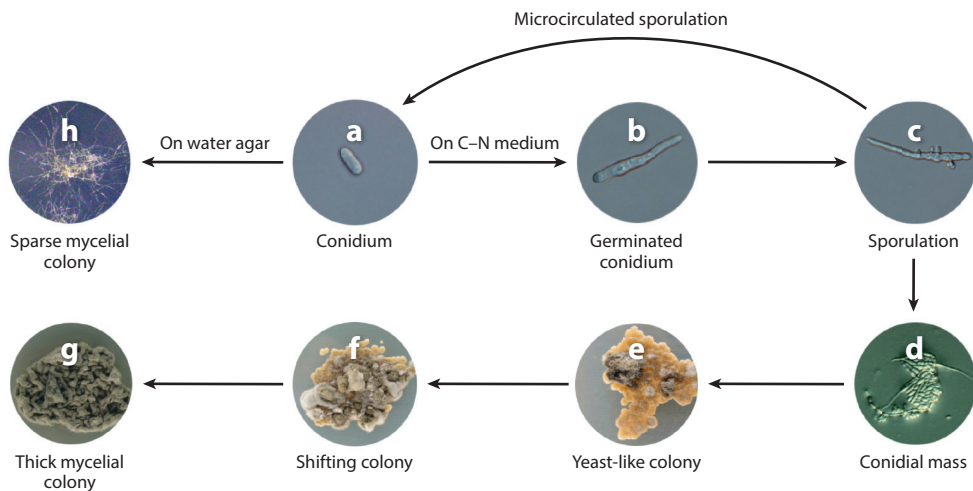 Microcirculated sporulation
h
On water agar
a
On C–N medium
b
c
Sparse mycelial
colony
Conidium
Germinated
conidium
Sporulation
g
f
e
d
Thick mycelial
colony
Shifting colony
Yeast-like colony
Conidial mass